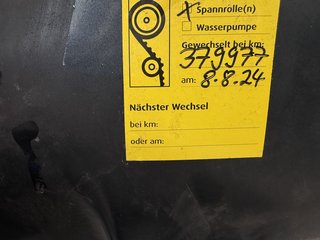 Spannrolle(n)
Wasserpumpe
Gewechselt bei km:
379977
am: 8.8.24
Nächster Wechsel
bei km:
oder am: